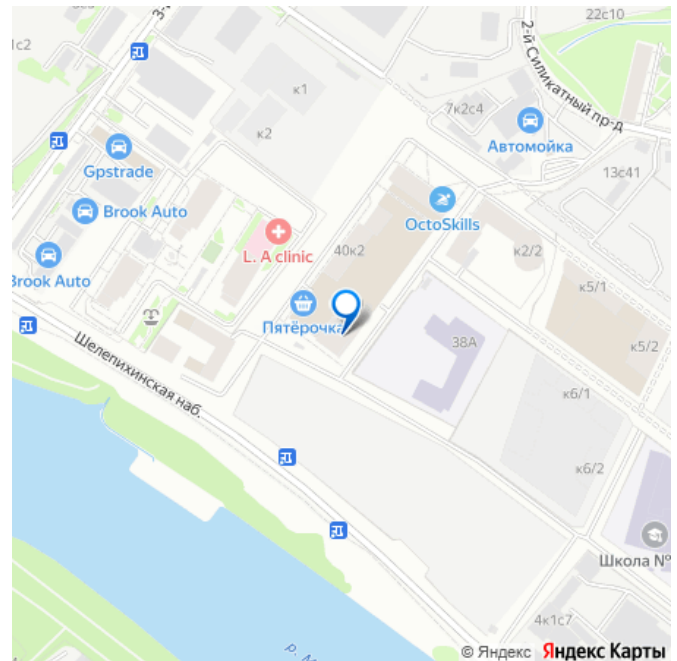 22с10
1с2
3-
2-й Силикатный пр-д
к1
7к2с4
к2
Автомойка
Gpstrade
13с41
Brook Auto
OctoSkills
L. A clinic
40к2
к2/2
Brook Auto
к5/1
Пятёрочка
38А
к5/2
Шелепихинская наб.
к6/1
к6/2
Школа №
4к1с7
р. М
© Яндекс Яндекс Карты